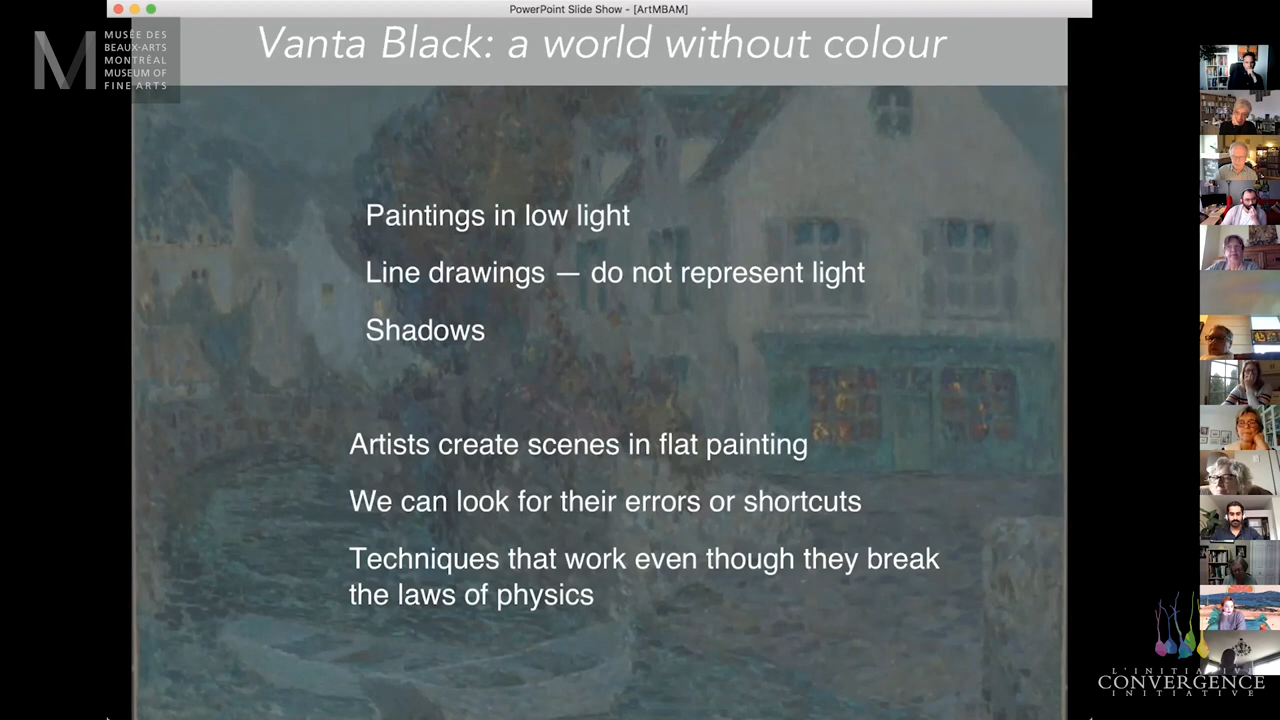 PowerPoint Slide Show - [ArtMBAM]
MUSÉE DES
BEAUX-ARTS
MONTRÉAL
MUSEUM OF
FINE ARTS
Vanta Black: a world without colour
Paintings in low light
Line drawings — do not represent light
Shadows
Artists create scenes in flat painting
We can look for their errors or shortcuts
Techniques that work even though they break
the laws of physics
L'INITIATIVE
CONVERGENCE
INITIATIVE